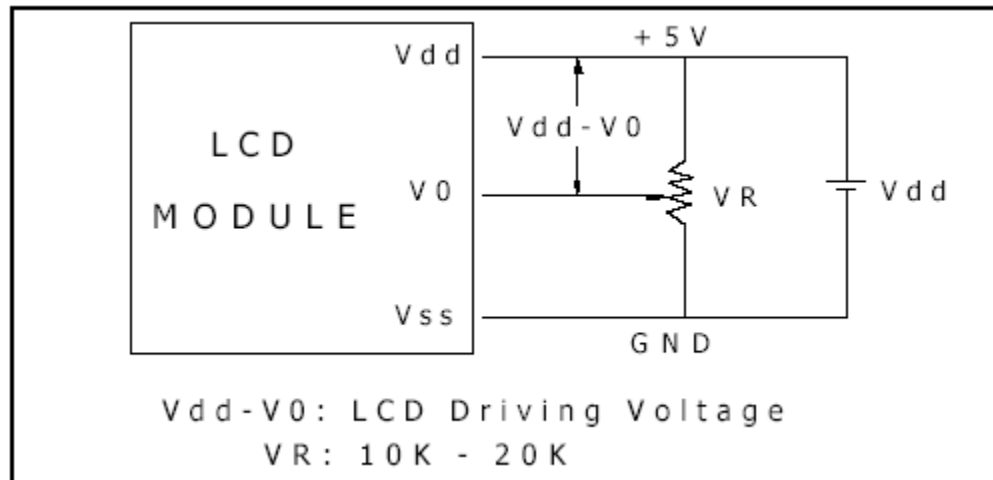 +5V
Vdd
Vdd-V0
LCD
MODULE
V0
VR
Vdd
Vss
GND
Vdd-V0: LCD Driving Voltage
VR: 10K - 20K